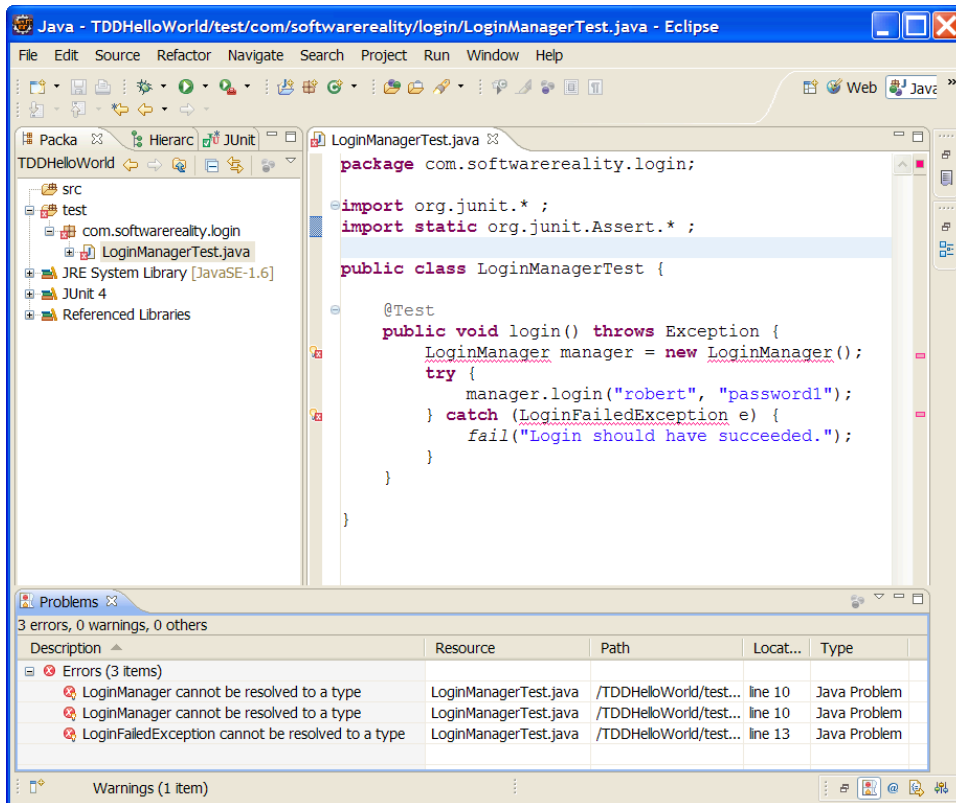 Java - TDDHelloWorld/test/com/softwarereality/login/LoginManagerTest.java - Eclipse
File Edit Source Refactor Navigate Search Project Run Window Help
Web Java
Packa Hierarc JUnit
TDDHelloWorld
src
test
com.softwarereality.login
LoginManagerTest.java
JRE System Library [JavaSE-1.6]
JUnit 4
Referenced Libraries
LoginManagerTest.java
package com.softwarereality.login;
import org.junit.* ;
import static org.junit.Assert.* ;
public class LoginManagerTest {
@Test
public void login() throws Exception {
LoginManager manager = new LoginManager();
try {
manager.login("robert", "password1");
} catch (LoginFailedException e) {
fail("Login should have succeeded.");
}
}
}
Problems
3 errors, 0 warnings, 0 others
Description Resource Path Locat... Type
Errors (3 items)
LoginManager cannot be resolved to a type LoginManagerTest.java /TDDHelloWorld/test... line 10 Java Problem
LoginManager cannot be resolved to a type LoginManagerTest.java /TDDHelloWorld/test... line 10 Java Problem
LoginFailedException cannot be resolved to a type LoginManagerTest.java /TDDHelloWorld/test... line 13 Java Problem
Warnings (1 item)